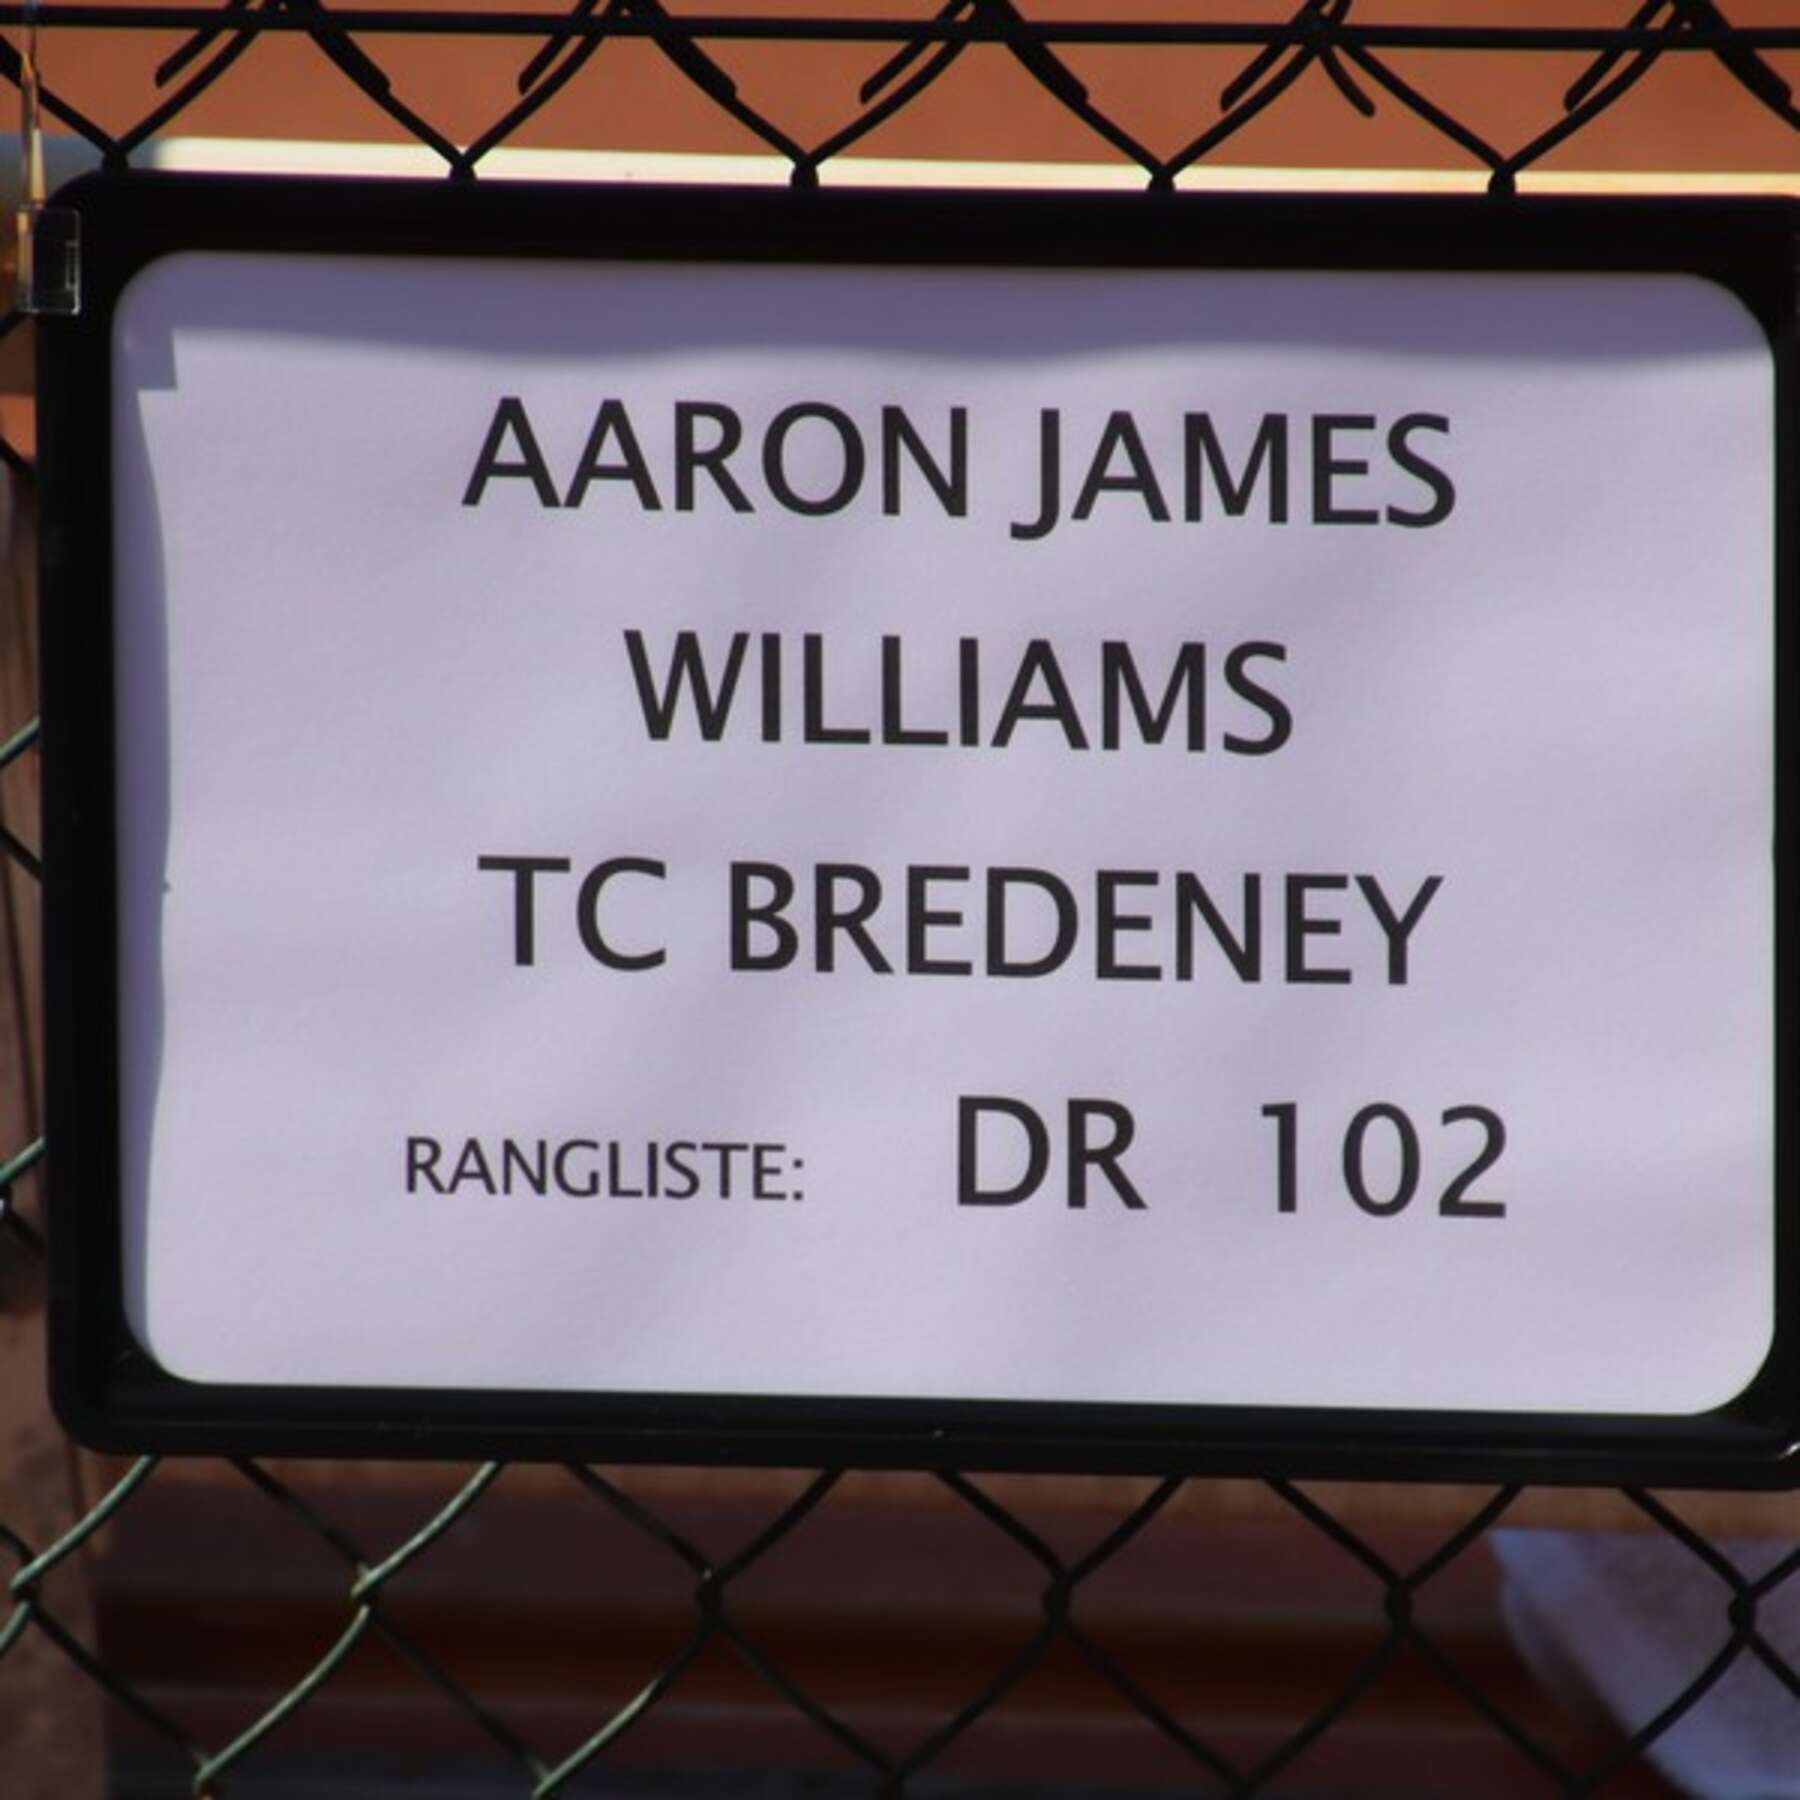 AARON JAMES
WILLIAMS
TC BREDENEY
RANGLISTE: DR 102